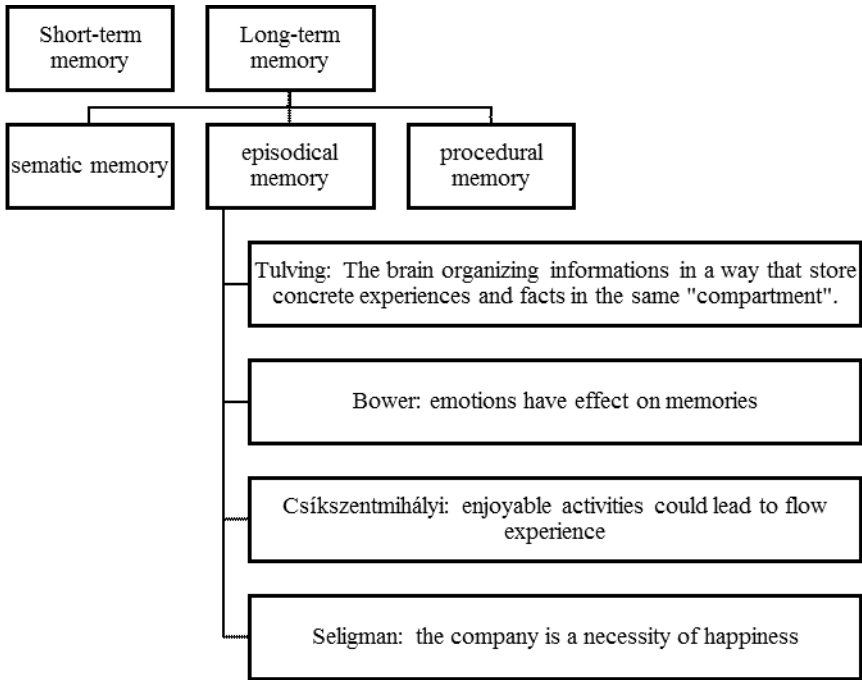 Short-term
memory
Long-term
memory
sematic memory
episodical
memory
procedural
memory
Tulving: The brain organizing informations in a way that store
concrete experiences and facts in the same "compartment".
Bower: emotions have effect on memories
Csíkszentmihályi: enjoyable activities could lead to flow
experience
Seligman: the company is a necessity of happiness